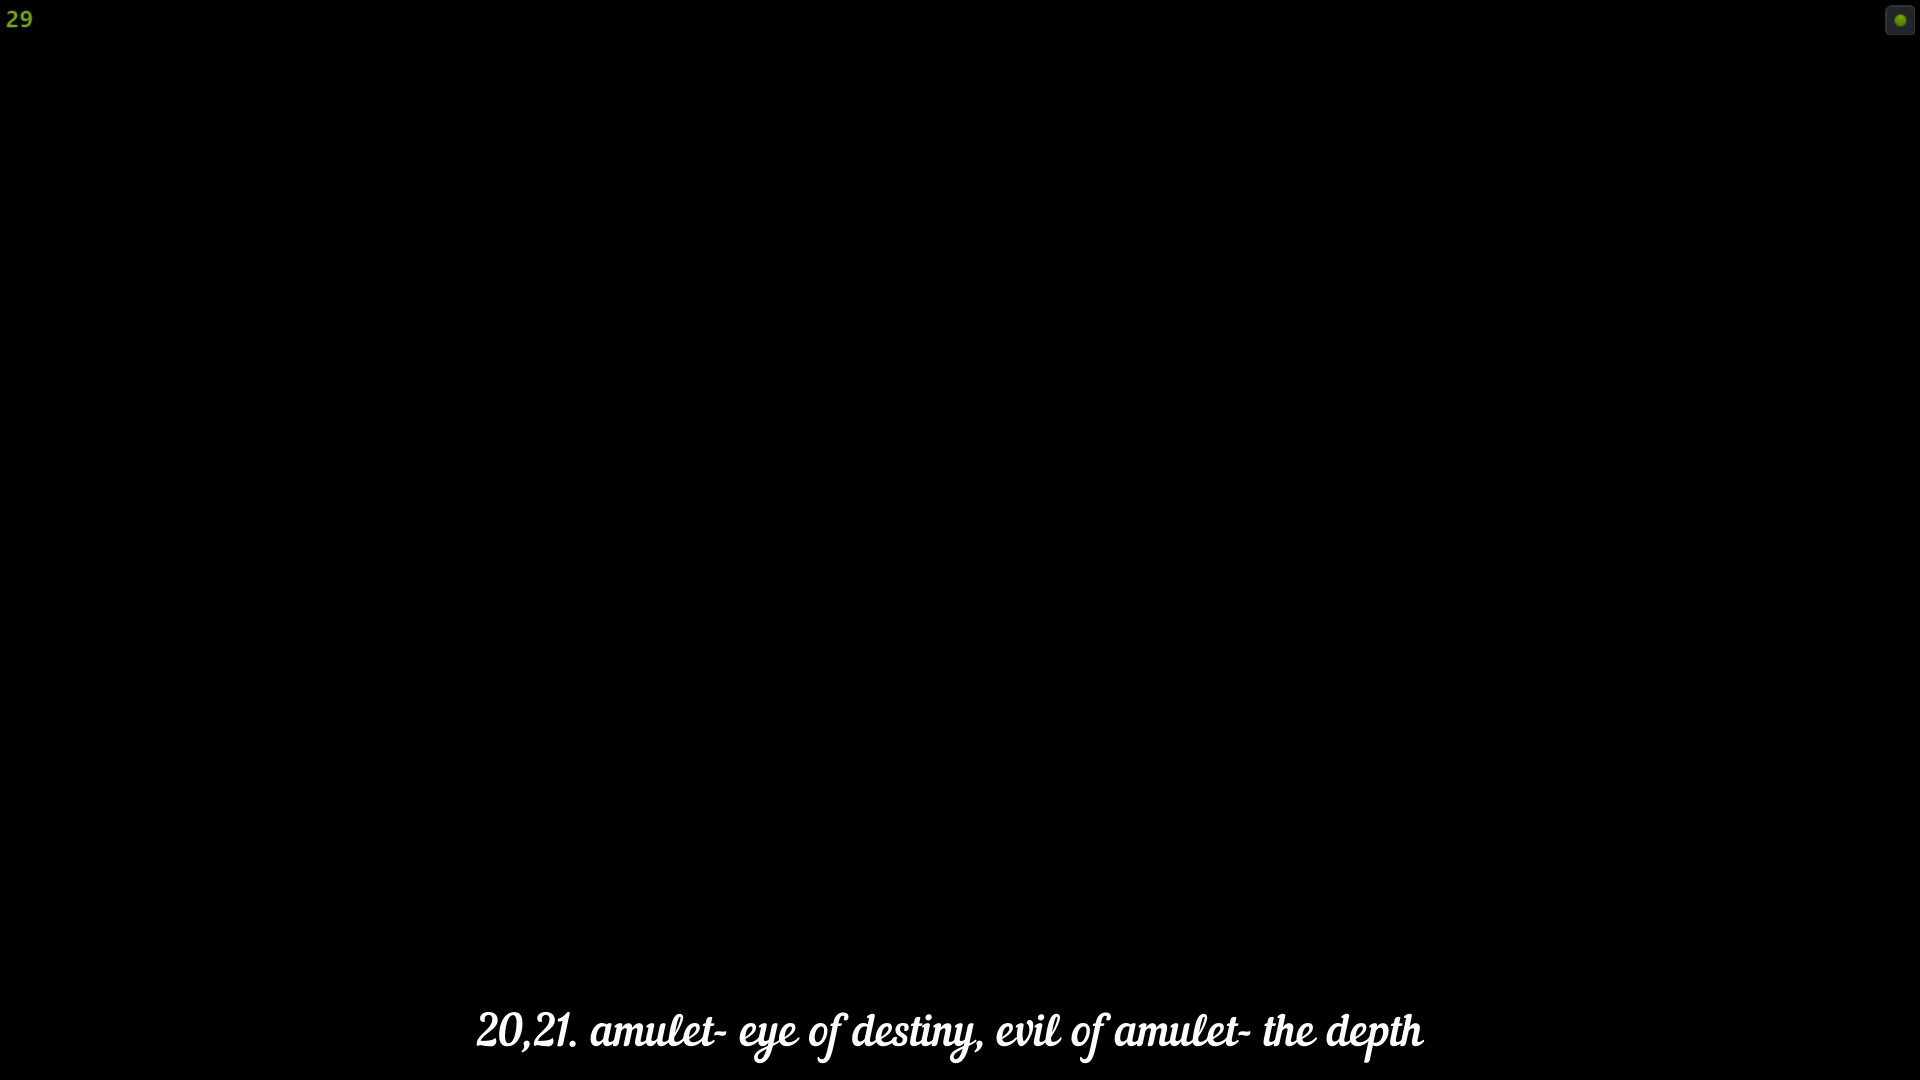 29
20,21. amulet- eye of destiny, evil of amulet- the depth